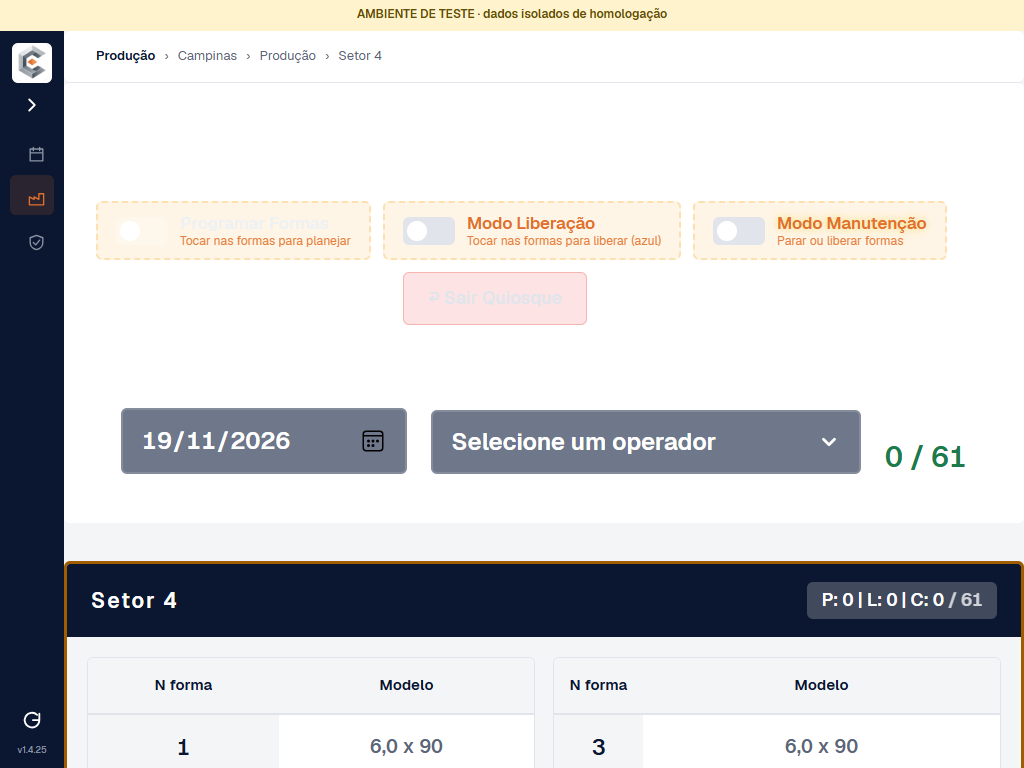 AMBIENTE DE TESTE · dados isolados de homologação
Produção › Campinas › Produção › Setor 4
Programar Formas
Tocar nas formas para planejar
Modo Liberação
Tocar nas formas para liberar (azul)
Modo Manutenção
Parar ou liberar formas
Sair Quiosque
19/11/2026
Selecione um operador
0 / 61
Setor 4
P: 0 | L: 0 | C: 0 / 61
N forma Modelo
N forma Modelo
1 6,0 x 90
3 6,0 x 90
v1.4.25